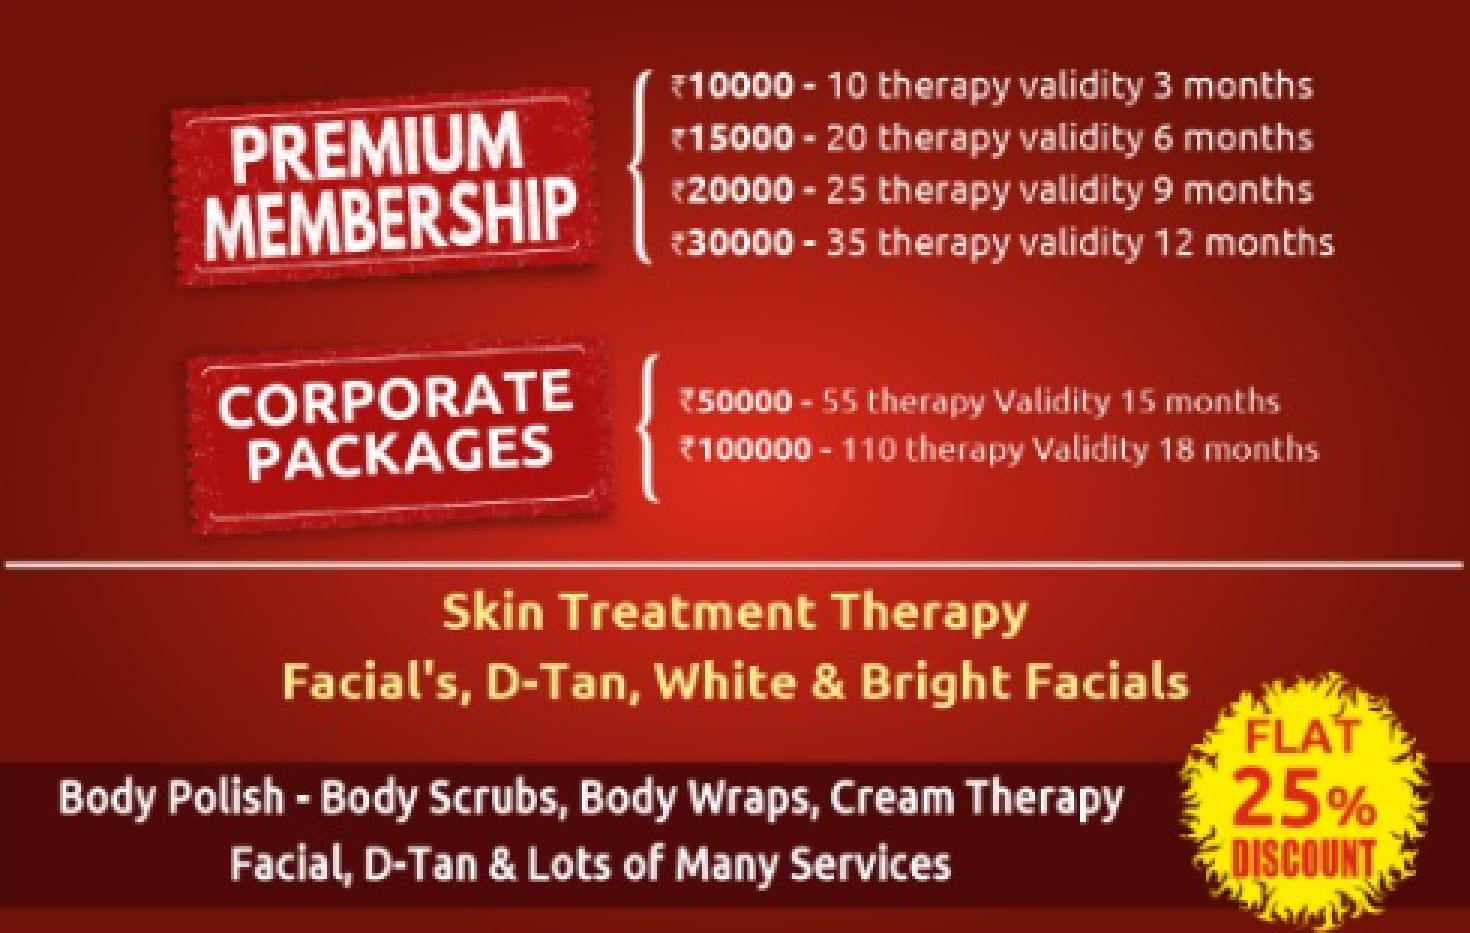 PREMIUM
MEMBERSHIP
₹10000 - 10 therapy validity 3 months
₹15000 - 20 therapy validity 6 months
₹20000 - 25 therapy validity 9 months
₹30000 - 35 therapy validity 12 months
CORPORATE
PACKAGES
₹50000 - 55 therapy Validity 15 months
₹100000 - 110 therapy Validity 18 months
Skin Treatment Therapy
Facial's, D-Tan, White & Bright Facials
Body Polish - Body Scrubs, Body Wraps, Cream Therapy
Facial, D-Tan & Lots of Many Services
FLAT
25%
DISCOUNT